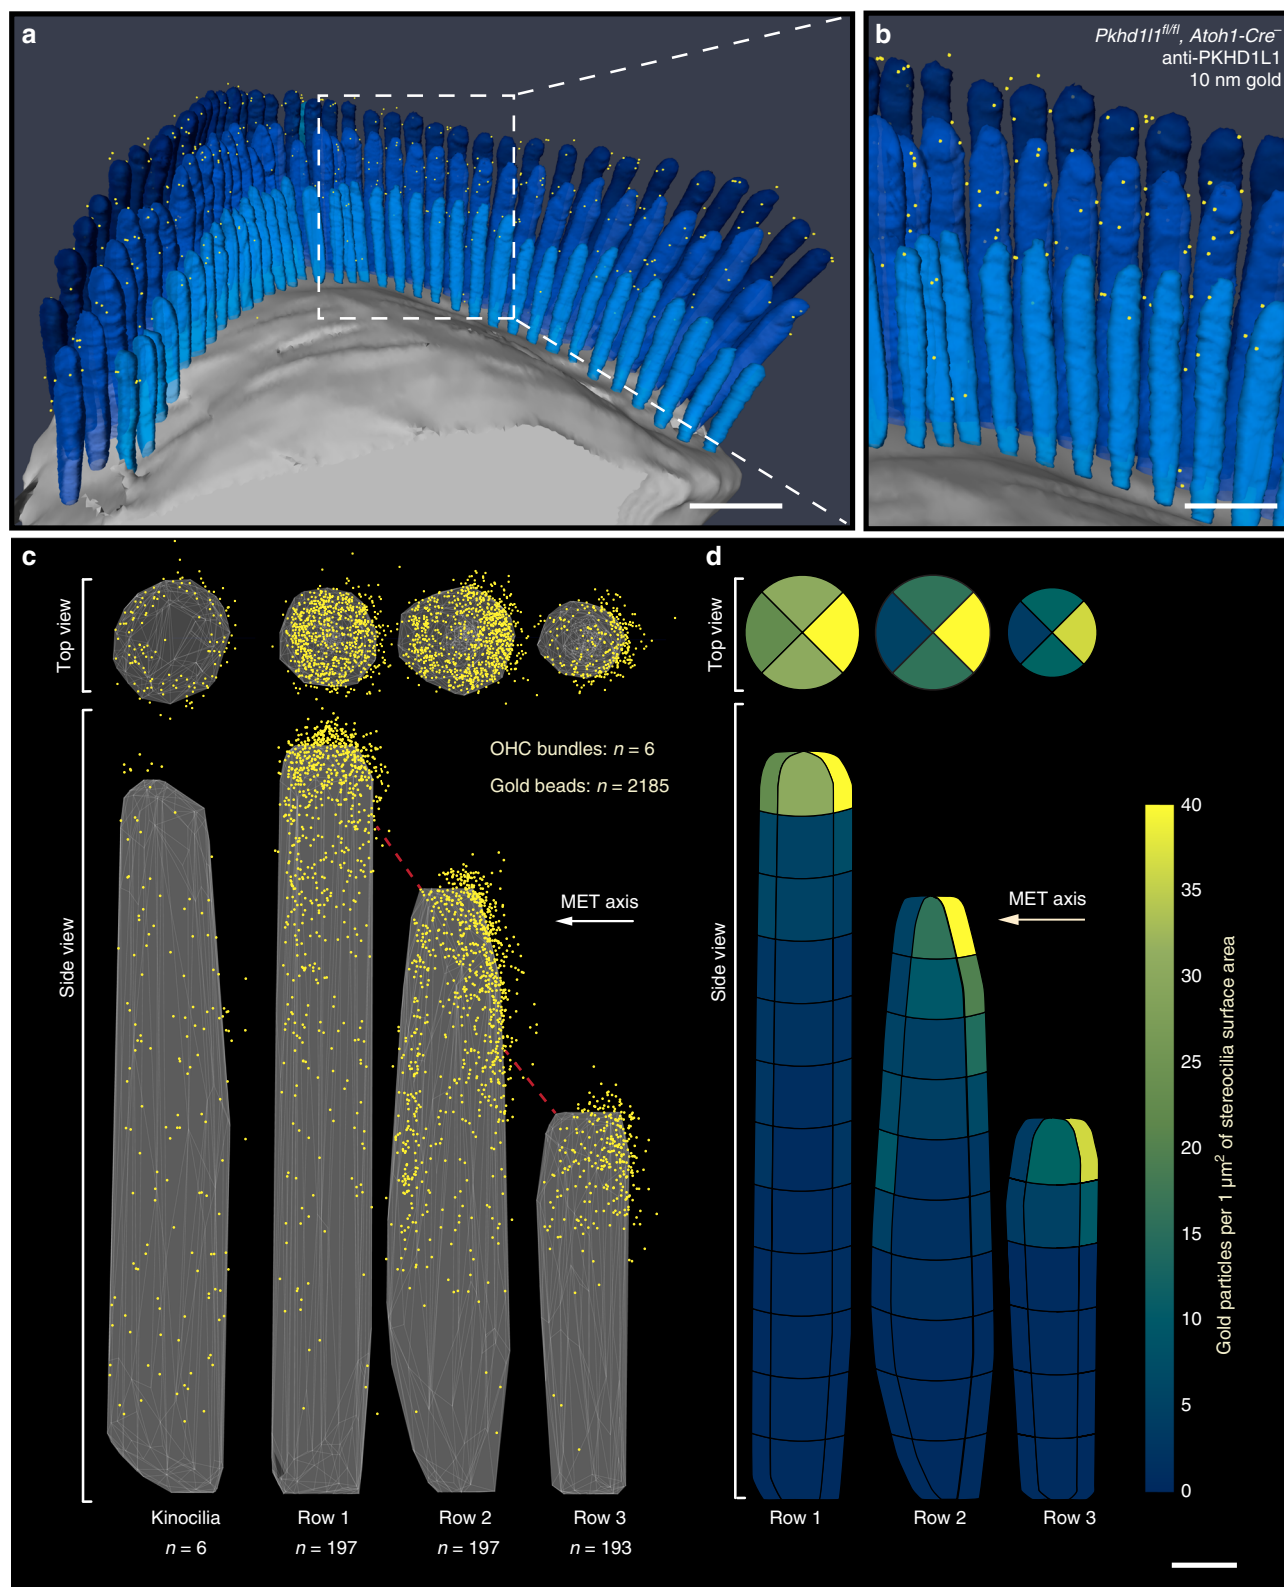 a
b
Pkhd1l1fl/fl, Atoh1-Cre–
anti-PKHD1L1
10 nm gold
c
Top view
Side view
OHC bundles: n = 6
Gold beads: n = 2185
MET axis
Kinocilia
n = 6
Row 1
n = 197
Row 2
n = 197
Row 3
n = 193
d
Top view
Side view
MET axis
Row 1
Row 2
Row 3
40
35
30
25
20
15
10
5
0
Gold particles per 1 µm2 of stereocilia surface area